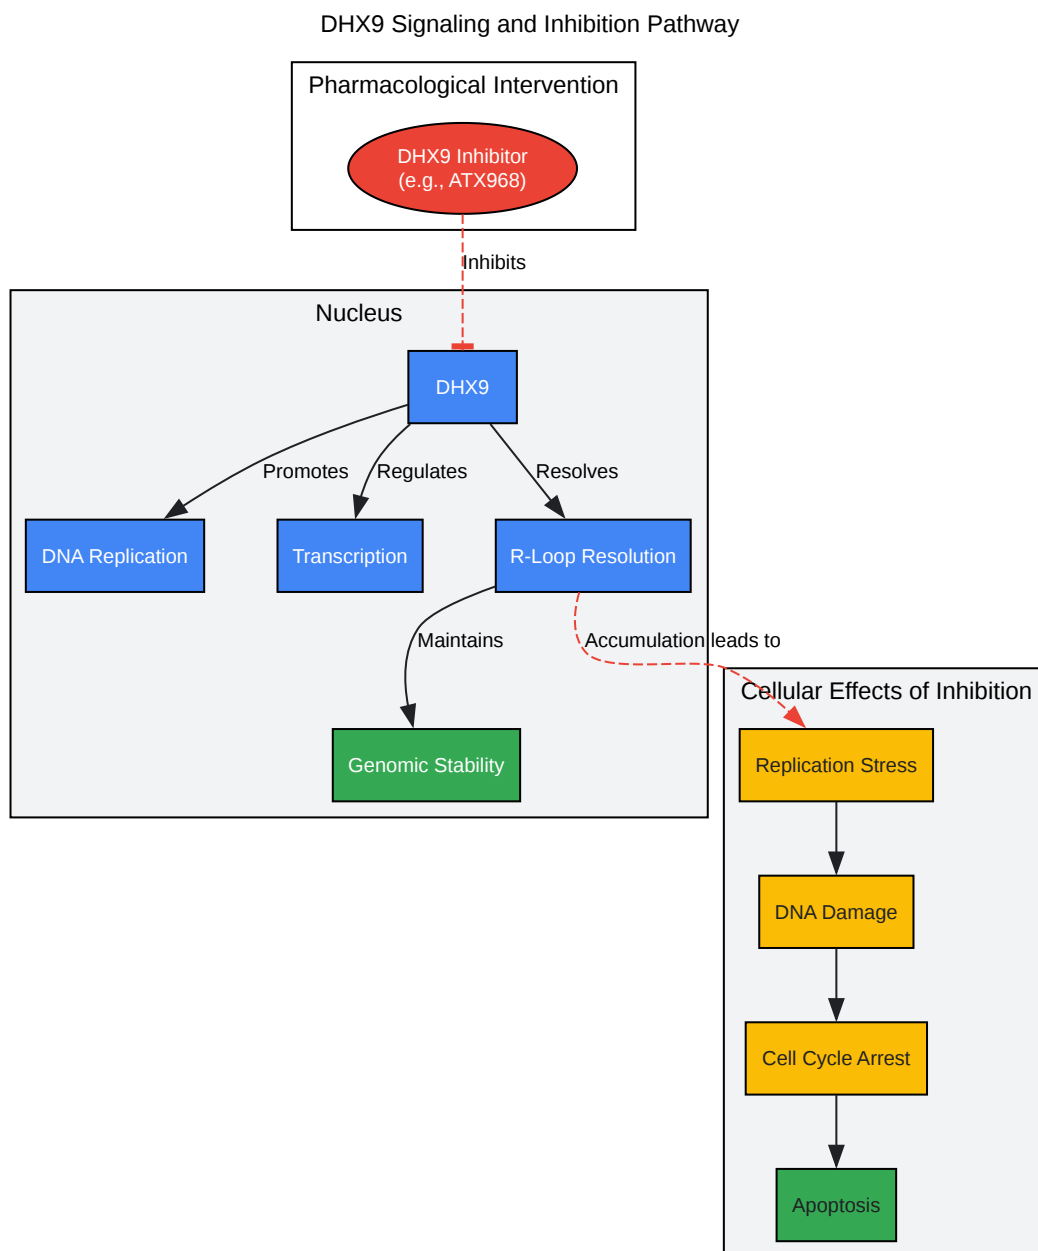 DHX9 Signaling and Inhibition Pathway
Pharmacological Intervention
DHX9 Inhibitor
(e.g., ATX968)
Inhibits
Nucleus
DHX9
Promotes
Regulates
Resolves
DNA Replication
Transcription
R-Loop Resolution
Maintains
Accumulation leads to
Cellular Effects of Inhibition
Genomic Stability
Replication Stress
DNA Damage
Cell Cycle Arrest
Apoptosis